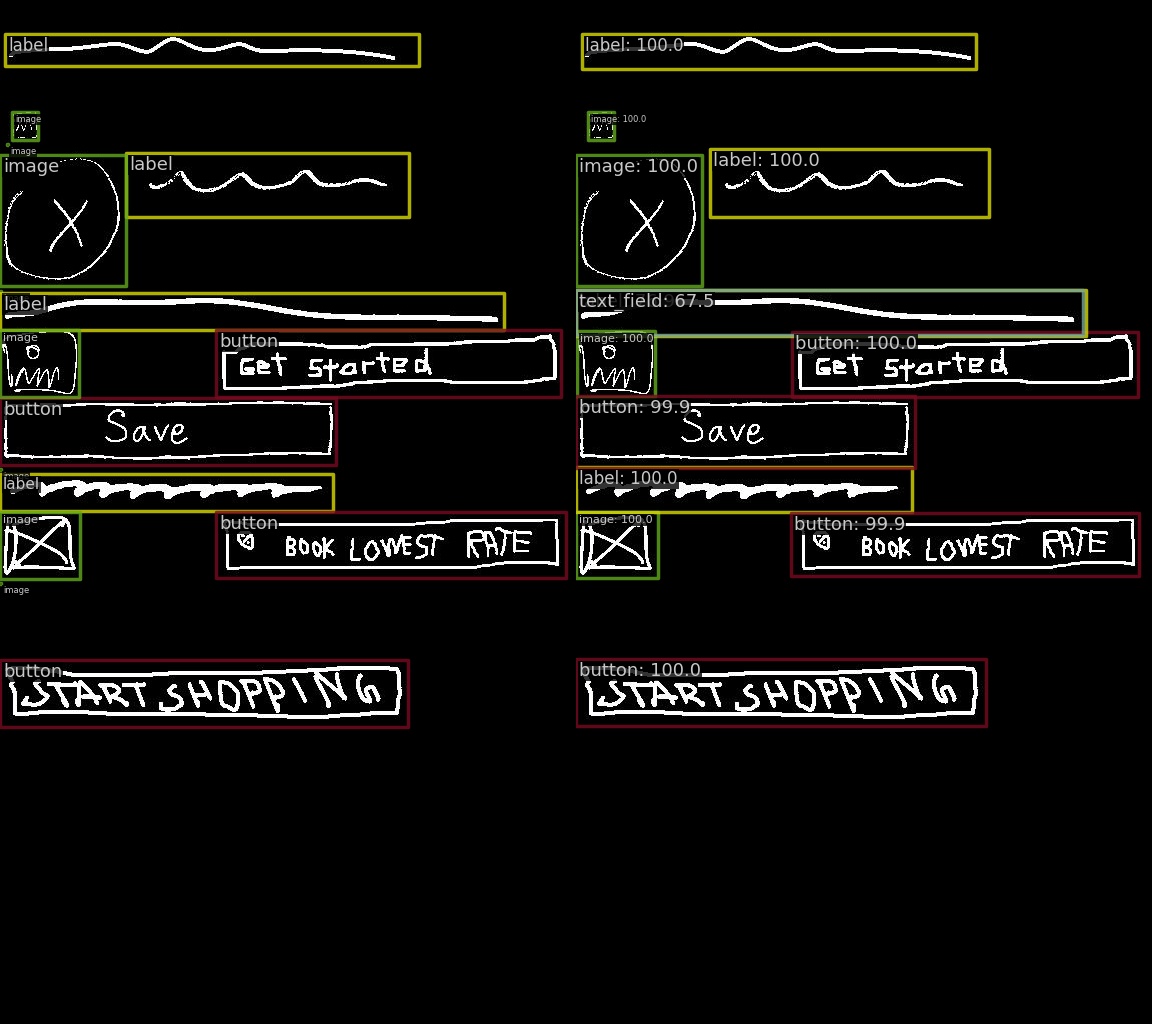 label label: 100.0
image image: 100.0
image
image label image: 100.0 label: 100.0
label text field: 67.5
image button image: 100.0 button: 100.0
Get Started Get Started
button button: 99.9
Save Save
label label: 100.0
image button image: 100.0 button: 99.9
BOOK LOWEST RATE BOOK LOWEST RATE
image
button button: 100.0
START SHOPPING START SHOPPING